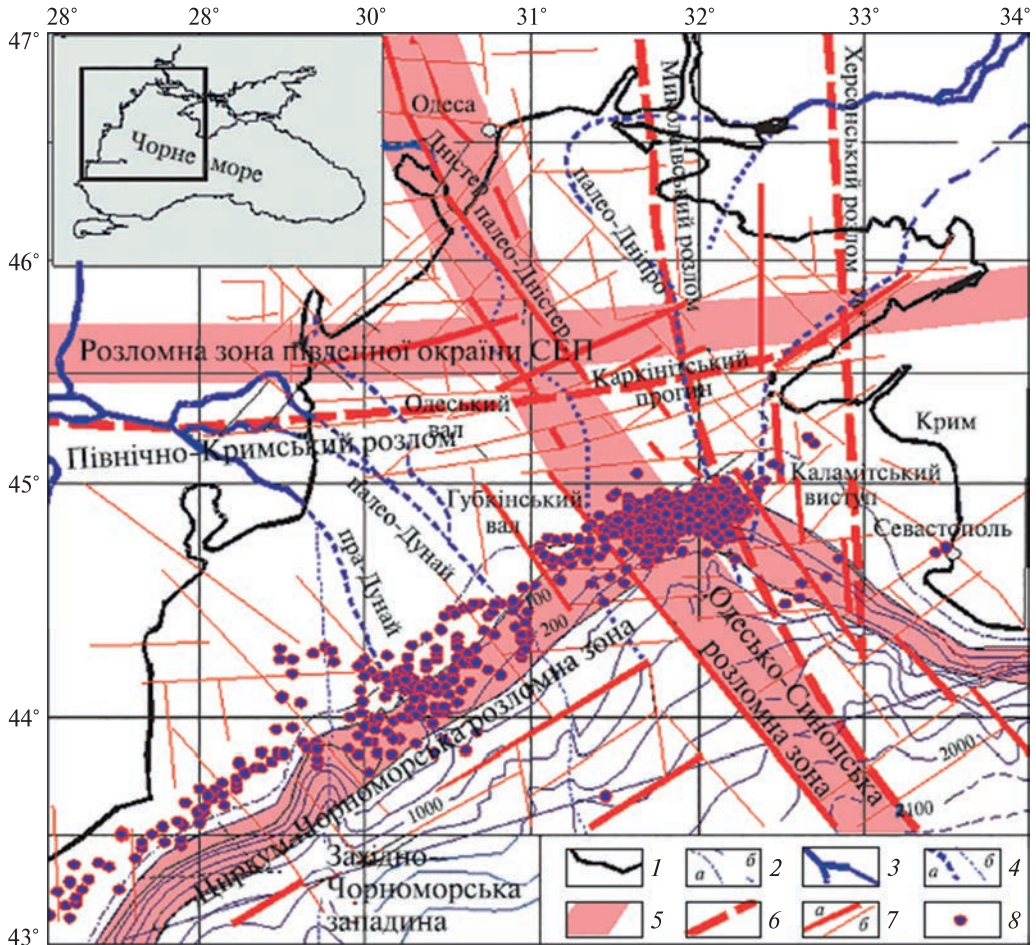 28° 28° 30° 31° 32° 33° 34°
47°
46°
45°
44°
43°
Чорне море
Одеса
Дністер
палео-Дністер
палео-Дніпро
Миколаївський розлом
Херсонський розлом
Розломна зона південної окраїни СЕП
Каркінітський
прогин
Одеський
вал
Північно-Кримський розлом
Крим
Каламітський
виступ
Губкінський
вал
Севастополь
палео-Дунай
пра-Дунай
100
200
Одесько-Синопська
розломна зона
Циркум-Чорноморська розломна зона
1000
2000
2100
Західно-
Чорноморська
западина
1
а б 2
3
а б 4
5
6
а б 7
8